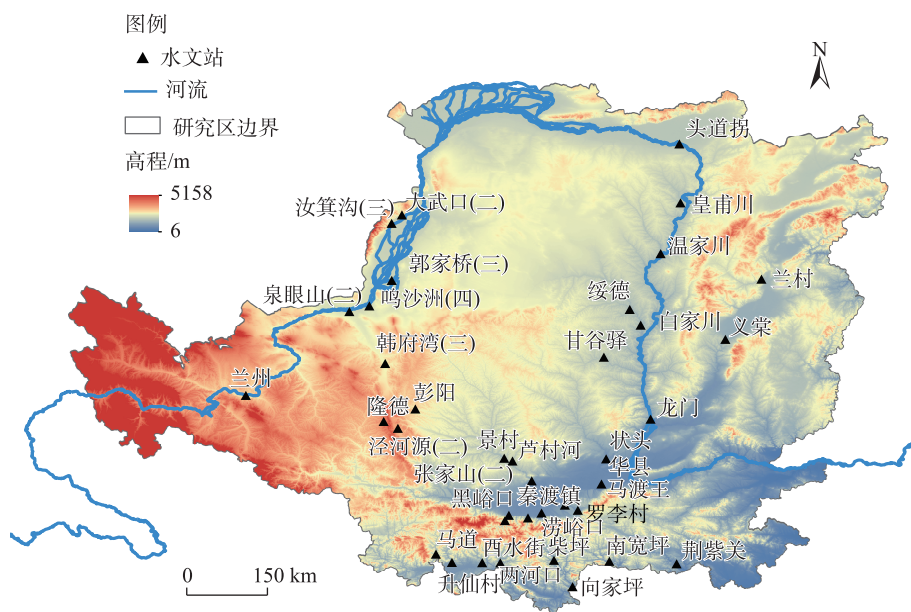 图例
水文站
河流
研究区边界
高程/m
5158
6
N
头道拐
皇甫川
温家川
兰村
汝箕沟(三)
大武口(二)
郭家桥(三)
泉眼山(二)
鸣沙洲(四)
绥德
白家川
义棠
甘谷驿
韩府湾(三)
兰州
彭阳
隆德
龙门
泾河源(二)
景村
芦村河
状头
张家山(二)
华县
马渡王
黑峪口
秦渡镇
罗李村
涝峪口
马道
酉水街
柴坪
南宽坪
荆紫关
升仙村
两河口
向家坪
0
150 km